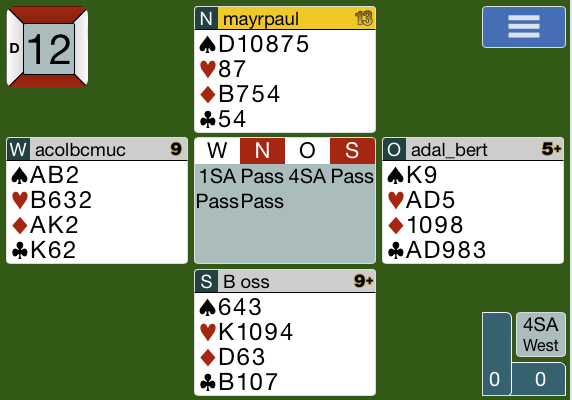 D 12
N mayrpaul 13
♠D10875
♥87
♦B754
♣54
W acolbcmuc 9
♠AB2
♥B632
♦AK2
♣K62
W N O S
1SA Pass 4SA Pass
Pass Pass
O adal_bert 5+
♠K9
♥AD5
♦1098
♣AD983
S B oss 9+
♠643
♥K1094
♦D63
♣B107
4SA
West
0 0